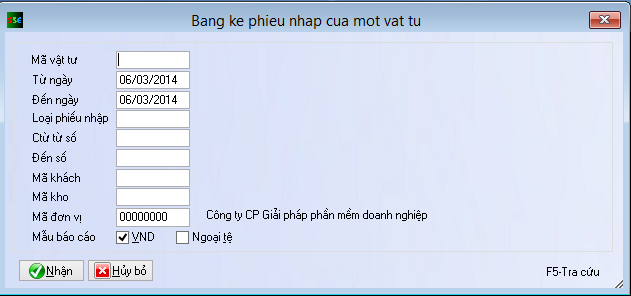 Bang ke phieu nhap cua mot vat tu
Mã vật tư
Từ ngày 06/03/2014
Đến ngày 06/03/2014
Loại phiếu nhập
Ctừ từ số
Đến số
Mã khách
Mã kho
Mã đơn vị 00000000 Công ty CP Giải pháp phần mềm doanh nghiệp
Mẫu báo cáo VND Ngoại tệ
Nhận Hủy bỏ F5-Tra cứu